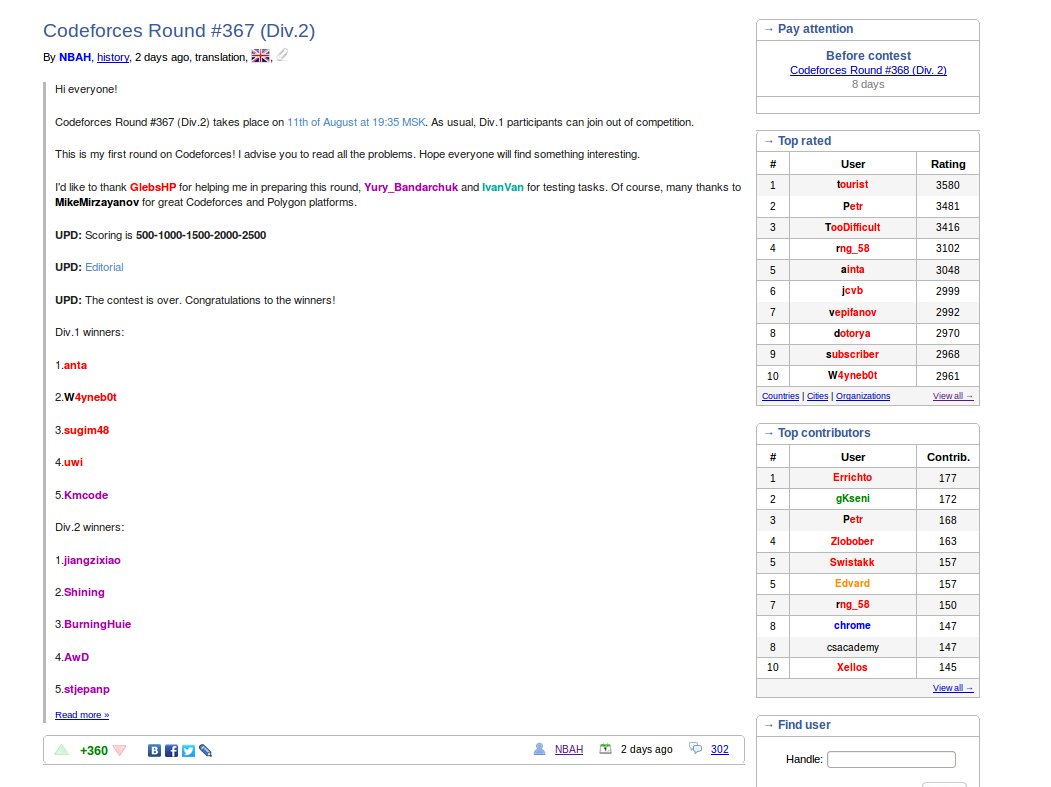 Codeforces Round #367 (Div.2)
By NBAH, history, 2 days ago, translation, ,
Hi everyone!
Codeforces Round #367 (Div.2) takes place on 11th of August at 19:35 MSK. As usual, Div.1 participants can join out of competition.
This is my first round on Codeforces! I advise you to read all the problems. Hope everyone will find something interesting.
I'd like to thank GlebsHP for helping me in preparing this round, Yury_Bandarchuk and IvanVan for testing tasks. Of course, many thanks to
MikeMirzayanov for great Codeforces and Polygon platforms.
UPD: Scoring is 500-1000-1500-2000-2500
UPD: Editorial
UPD: The contest is over. Congratulations to the winners!
Div.1 winners:
1.anta
2.W4yneb0t
3.sugim48
4.uwi
5.Kmcode
Div.2 winners:
1.jiangzixiao
2.Shining
3.BurningHuie
4.AwD
5.stjepanp
Read more »
+360
NBAH 2 days ago 302
→ Pay attention
Before contest
Codeforces Round #368 (Div. 2)
8 days
→ Top rated
# User Rating
1 tourist 3580
2 Petr 3481
3 TooDifficult 3416
4 rng_58 3102
5 ainta 3048
6 jcvb 2999
7 vepifanov 2992
8 dotorya 2970
9 subscriber 2968
10 W4yneb0t 2961
Countries | Cities | Organizations View all →
→ Top contributors
# User Contrib.
1 Errichto 177
2 gKseni 172
3 Petr 168
4 Zlobober 163
5 Swistakk 157
5 Edvard 157
7 rng_58 150
8 chrome 147
8 csacademy 147
10 Xellos 145
View all →
→ Find user
Handle: